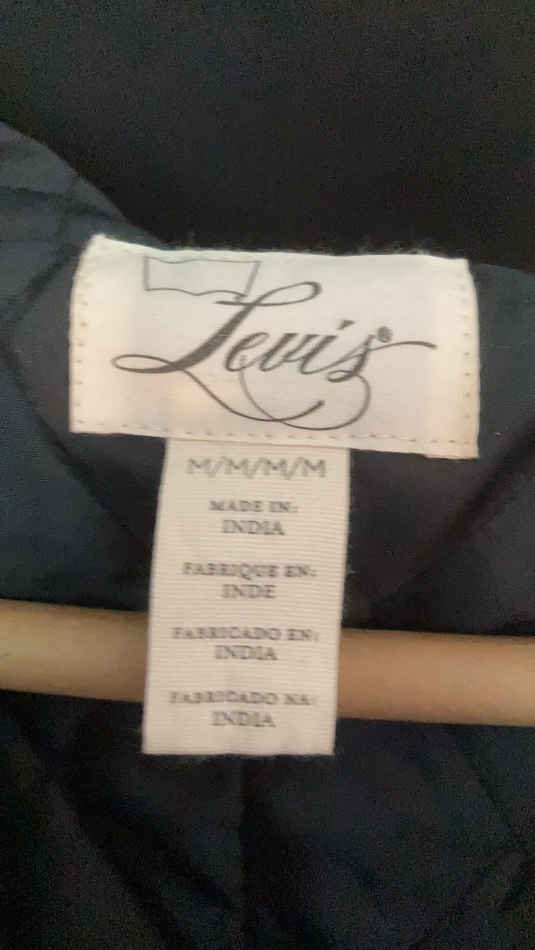 Levi's®
M/M/M/M
MADE IN:
INDIA
FABRIQUE EN:
INDE
FABRICADO EN:
INDIA
FABRICADO NA:
INDIA